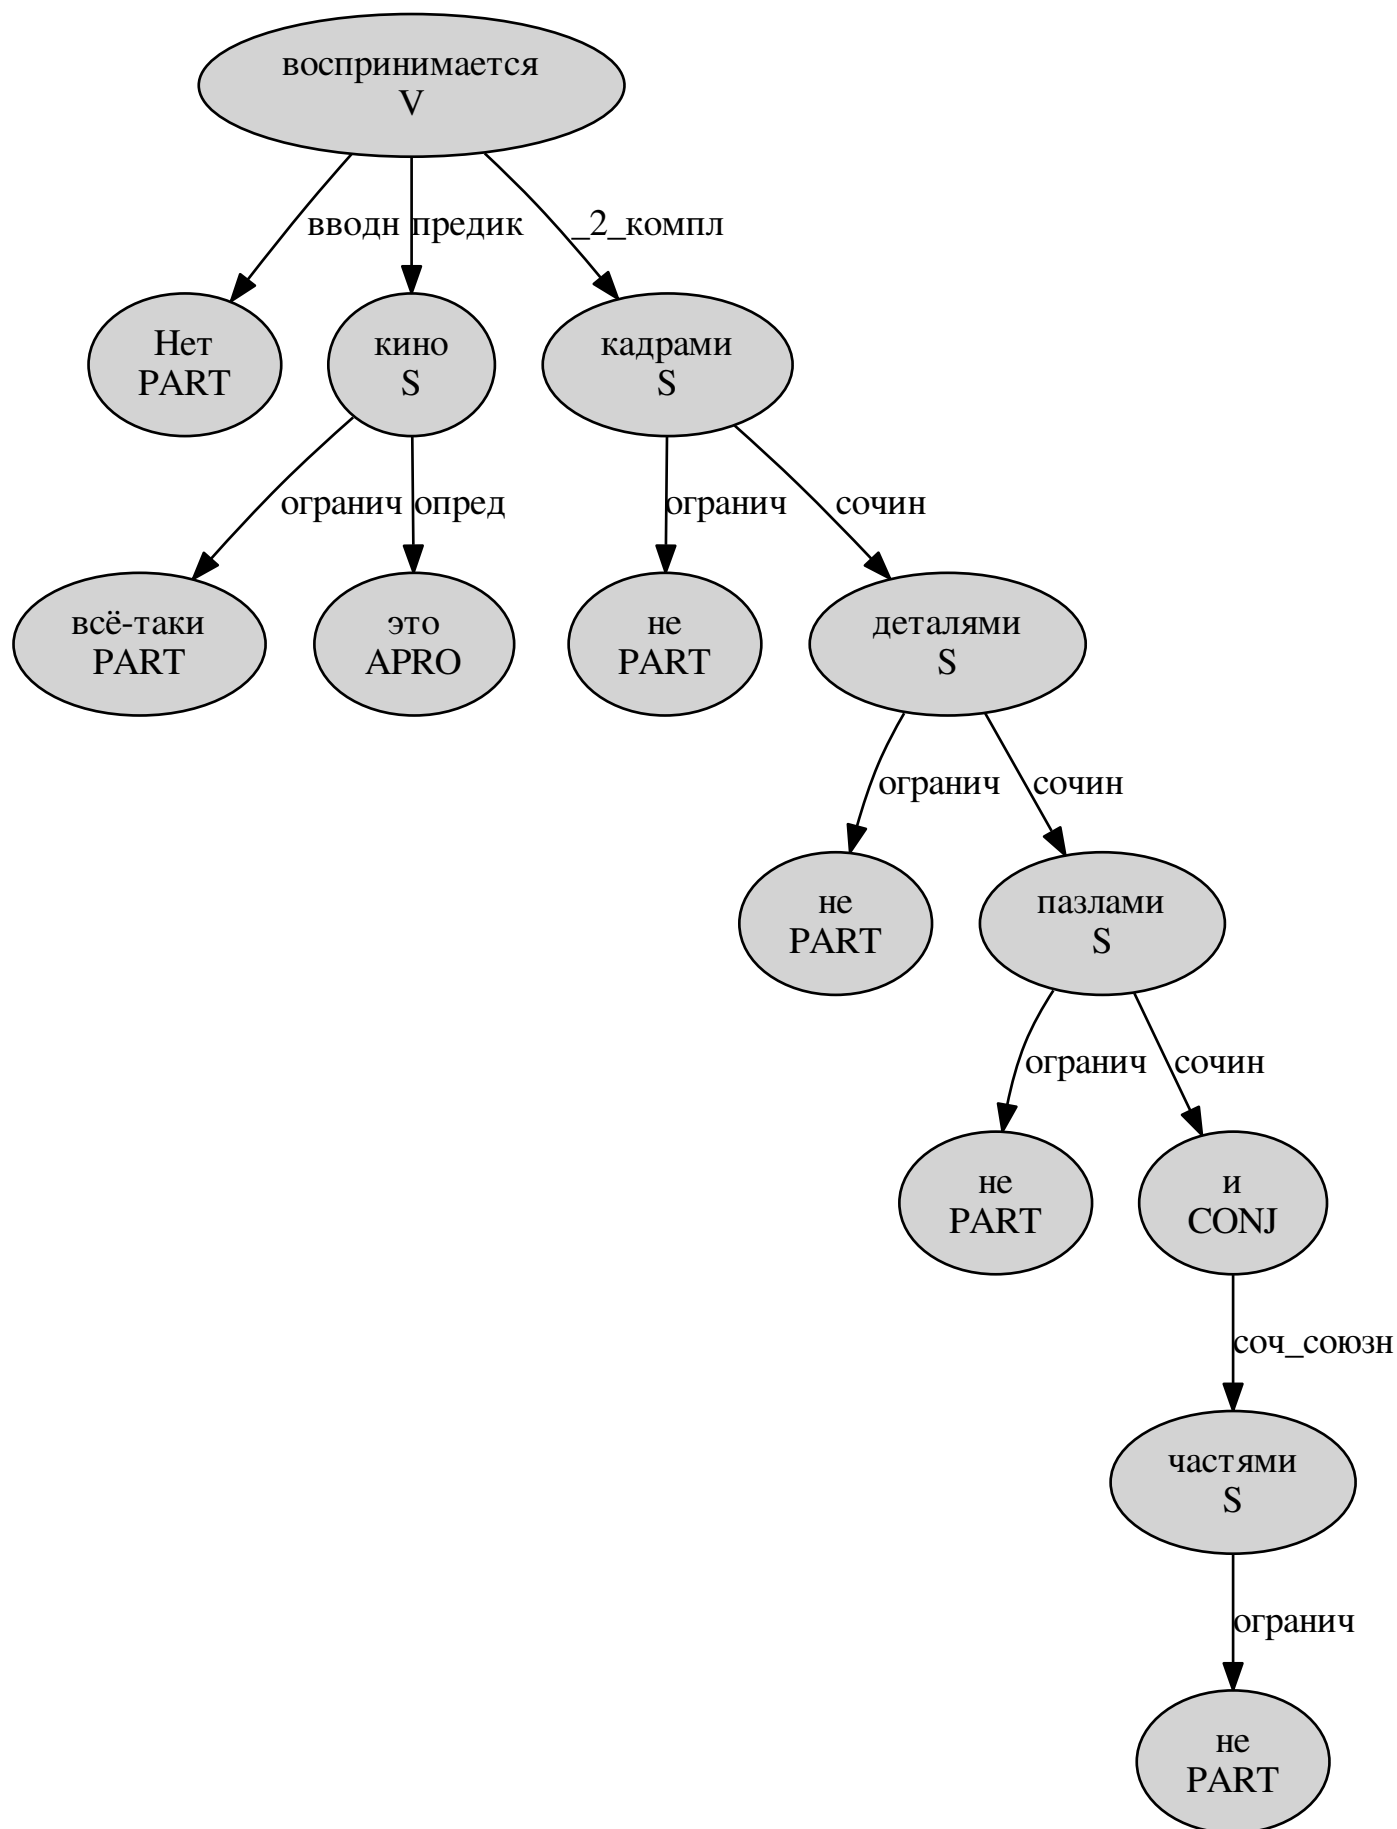 воспринимается
V
вводн предик _2_компл
Нет
PART
кино
S
кадрами
S
огранич опред огранич сочин
всё-таки
PART
это
APRO
не
PART
деталями
S
огранич сочин
не
PART
пазлами
S
огранич сочин
не
PART
и
CONJ
соч_союзн
частями
S
огранич
не
PART